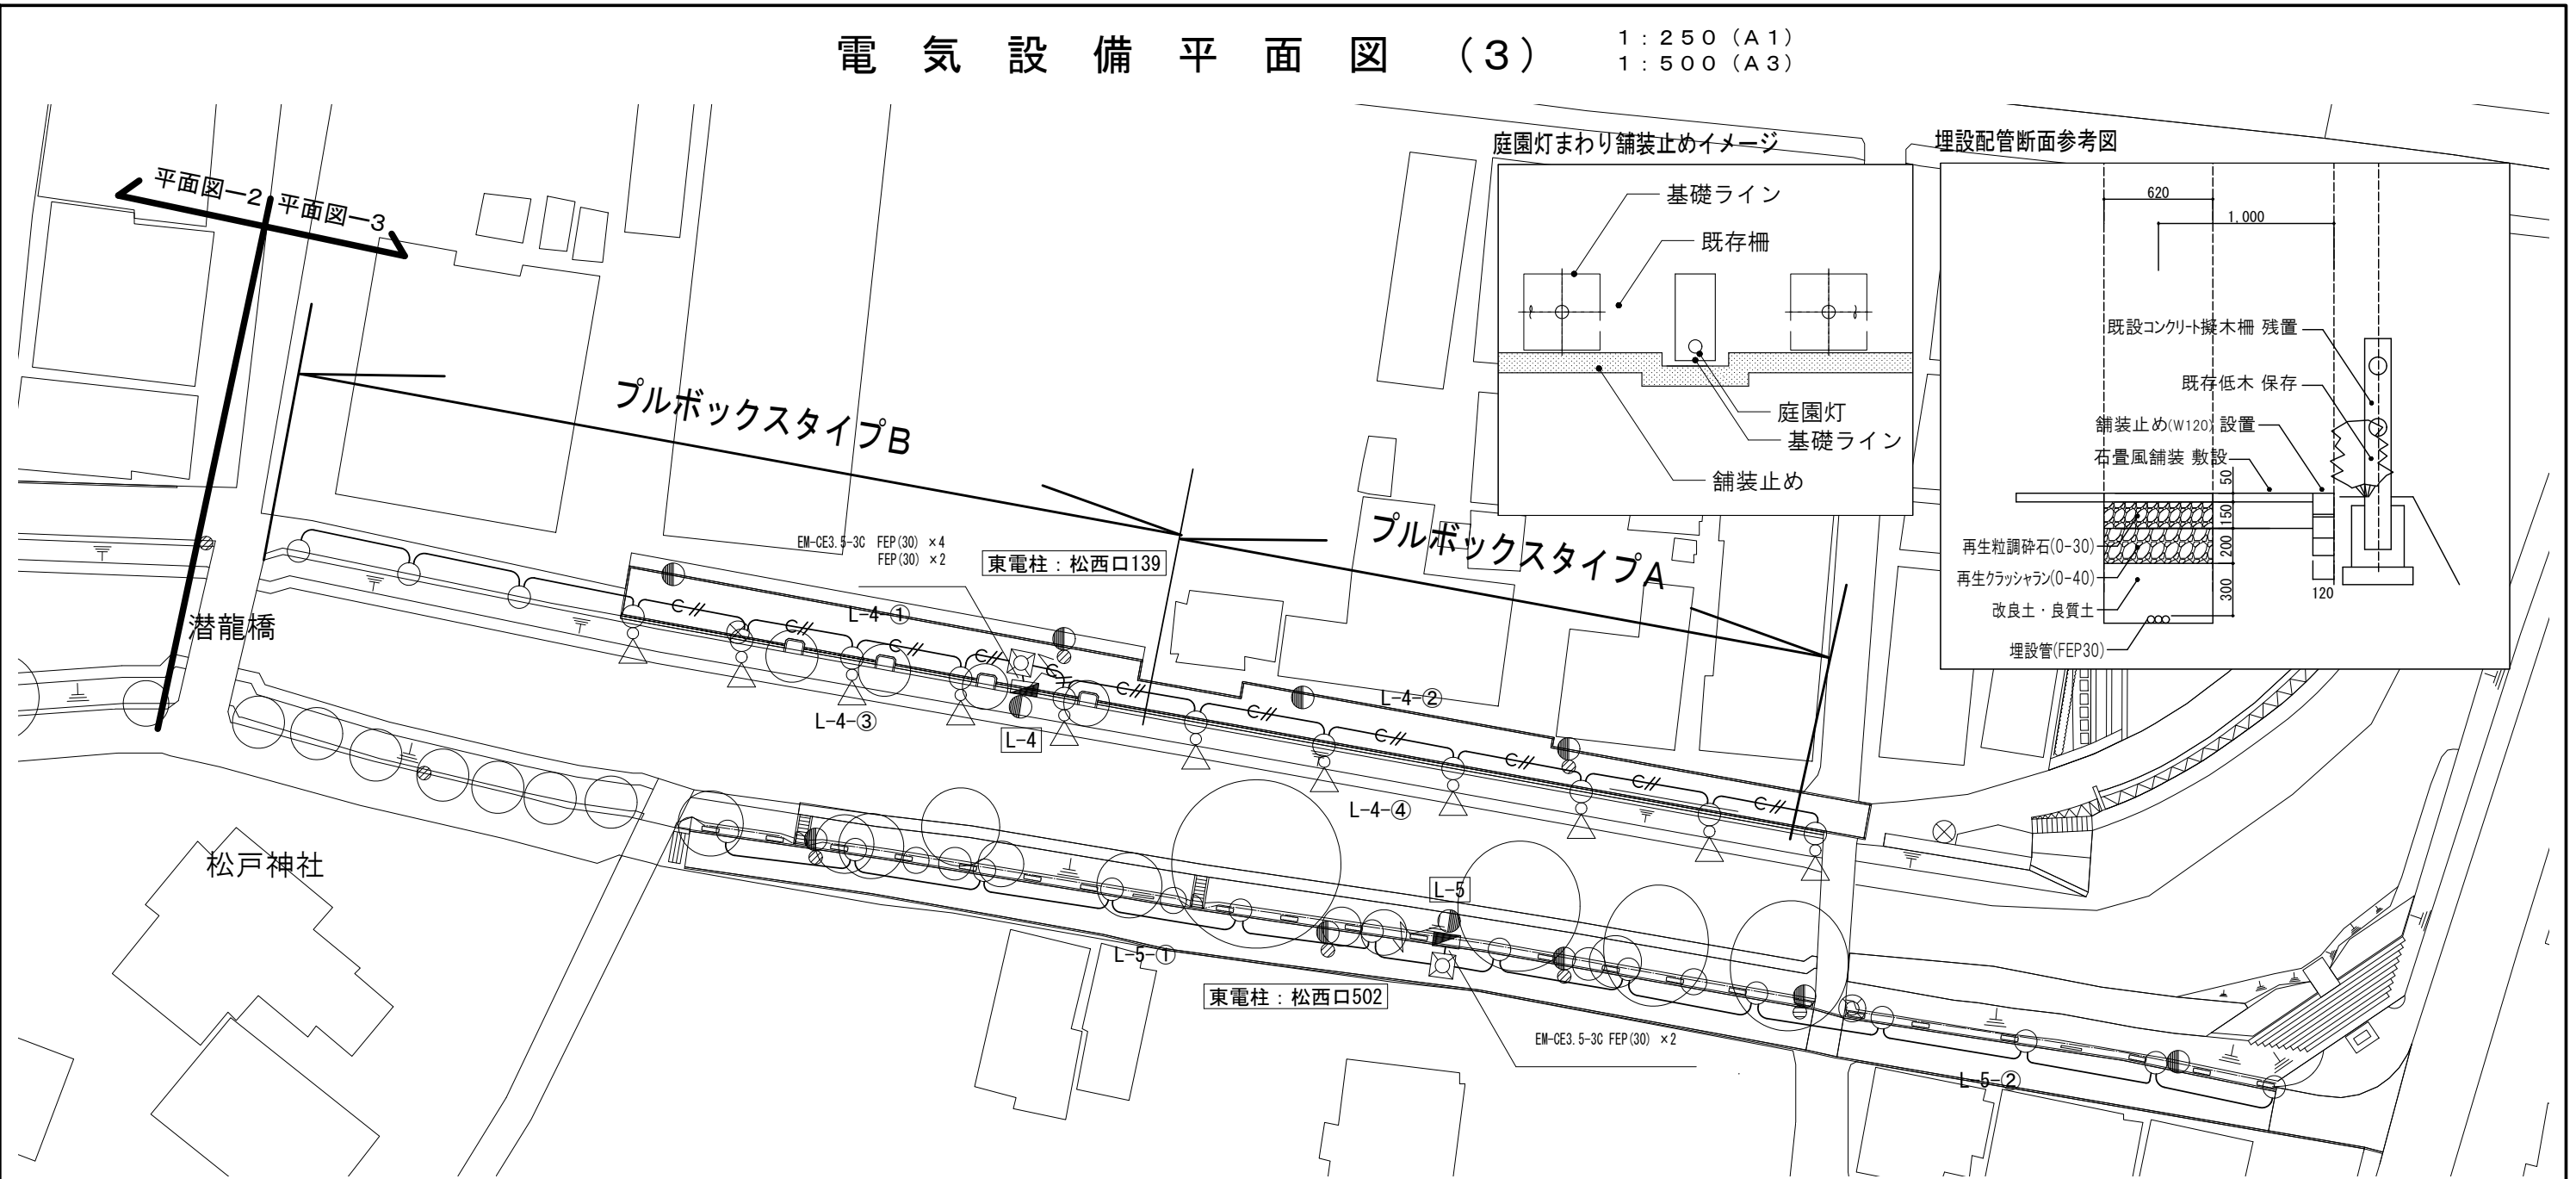 電気設備平面図（3）
1：250（A1）
1：500（A3）
平面図―2
平面図―3
プルボックスタイプB
プルボックスタイプA
庭園灯まわり舗装止めイメージ
基礎ライン
既存柵
庭園灯
基礎ライン
舗装止め
埋設配管断面参考図
620
1,000
既設コンクリート擬木柵 残置
既存低木 保存
舗装止め(W120) 設置
石畳風舗装 敷設
50
150
200
300
120
再生粒調砕石(0-30)
再生クラッシャラン(0-40)
改良土・良質土
埋設管(FEP30)
EM-CE3.5-3C FEP(30) ×4
FEP(30) ×2
東電柱：松西口139
潜龍橋
L-4-①
L-4-②
L-4-③
L-4
L-4-④
C
C
C
C
C
C
C
C
C
C
C
松戸神社
L-5
L-5-①
東電柱：松西口502
EM-CE3.5-3C FEP(30) ×2
L-5-②